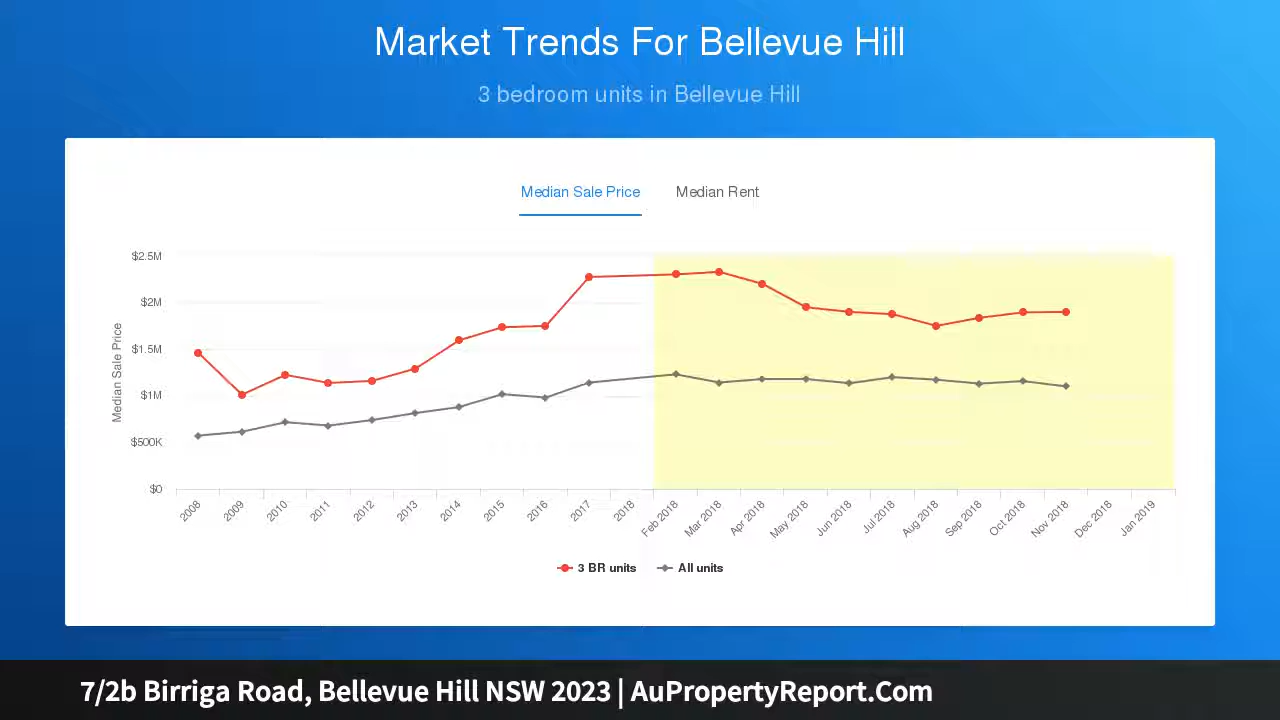 Market Trends For Bellevue Hill
3 bedroom units in Bellevue Hill
Median Sale Price
Median Rent
Median Sale Price
$2.5M
$2M
$1.5M
$1M
$500K
$0
2008
2009
2010
2011
2012
2013
2014
2015
2016
2017
2018
Feb 2018
Mar 2018
Apr 2018
May 2018
Jun 2018
Jul 2018
Aug 2018
Sep 2018
Oct 2018
Nov 2018
Dec 2018
Jan 2019
3 BR units
All units
7/2b Birriga Road, Bellevue Hill NSW 2023 | AuPropertyReport.Com